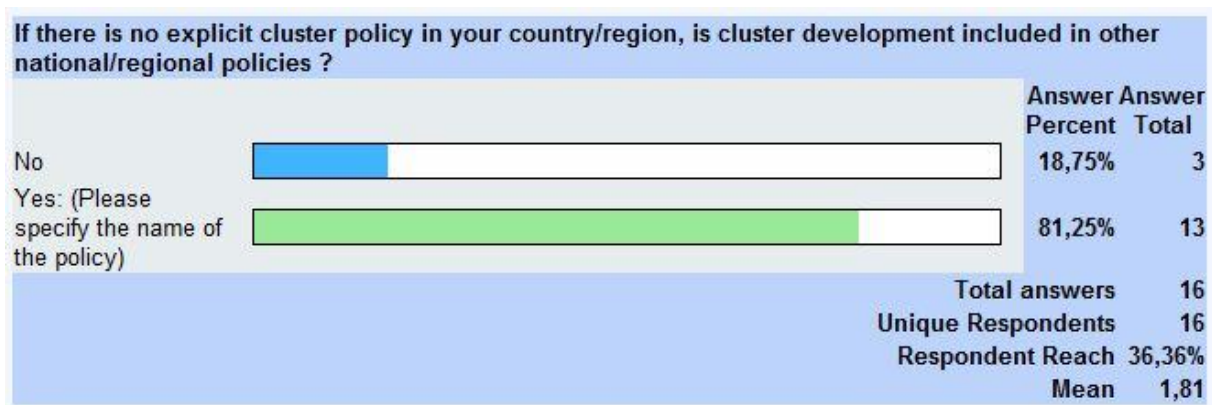 If there is no explicit cluster policy in your country/region, is cluster development included in other
national/regional policies ?
Answer Answer
Percent Total
No 18,75% 3
Yes: (Please
specify the name of 81,25% 13
the policy)
Total answers 16
Unique Respondents 16
Respondent Reach 36,36%
Mean 1,81